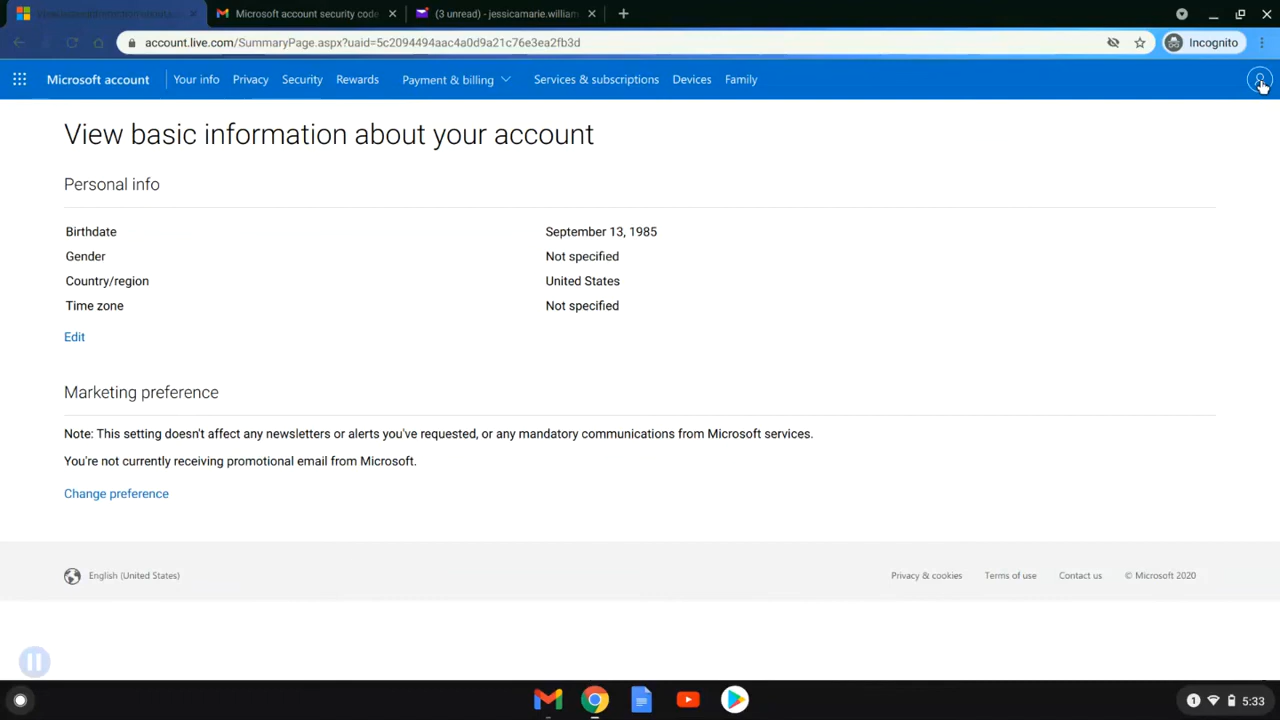 Microsoft account security code
(3 unread) - jessicamarie.william
account.live.com/SummaryPage.aspx?uaid=5c2094494aac4a0d9a21c76e3ea2fb3d
Incognito
Microsoft account
Your info
Privacy
Security
Rewards
Payment & billing
Services & subscriptions
Devices
Family
View basic information about your account
Personal info
Birthdate
September 13, 1985
Gender
Not specified
Country/region
United States
Time zone
Not specified
Edit
Marketing preference
Note: This setting doesn't affect any newsletters or alerts you've requested, or any mandatory communications from Microsoft services.
You're not currently receiving promotional email from Microsoft.
Change preference
English (United States)
Privacy & cookies
Terms of use
Contact us
© Microsoft 2020
1
5:33